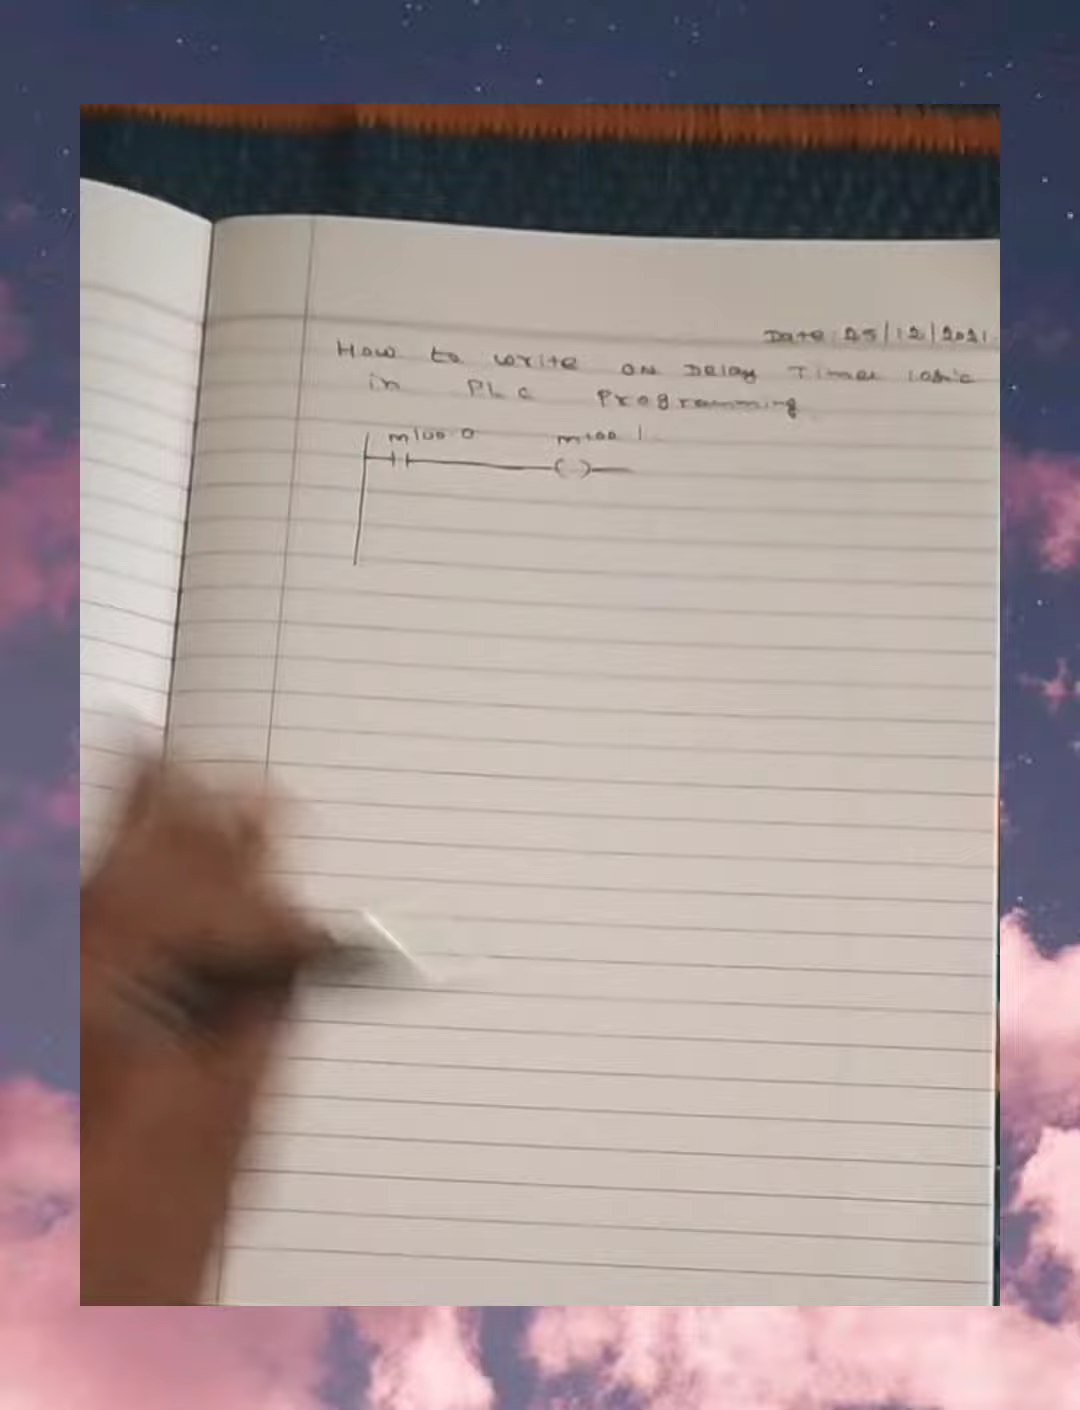 Date: 25/12/2021
How to write ON Delay Timer logic
in PLC Programming
m100.0 m100.1